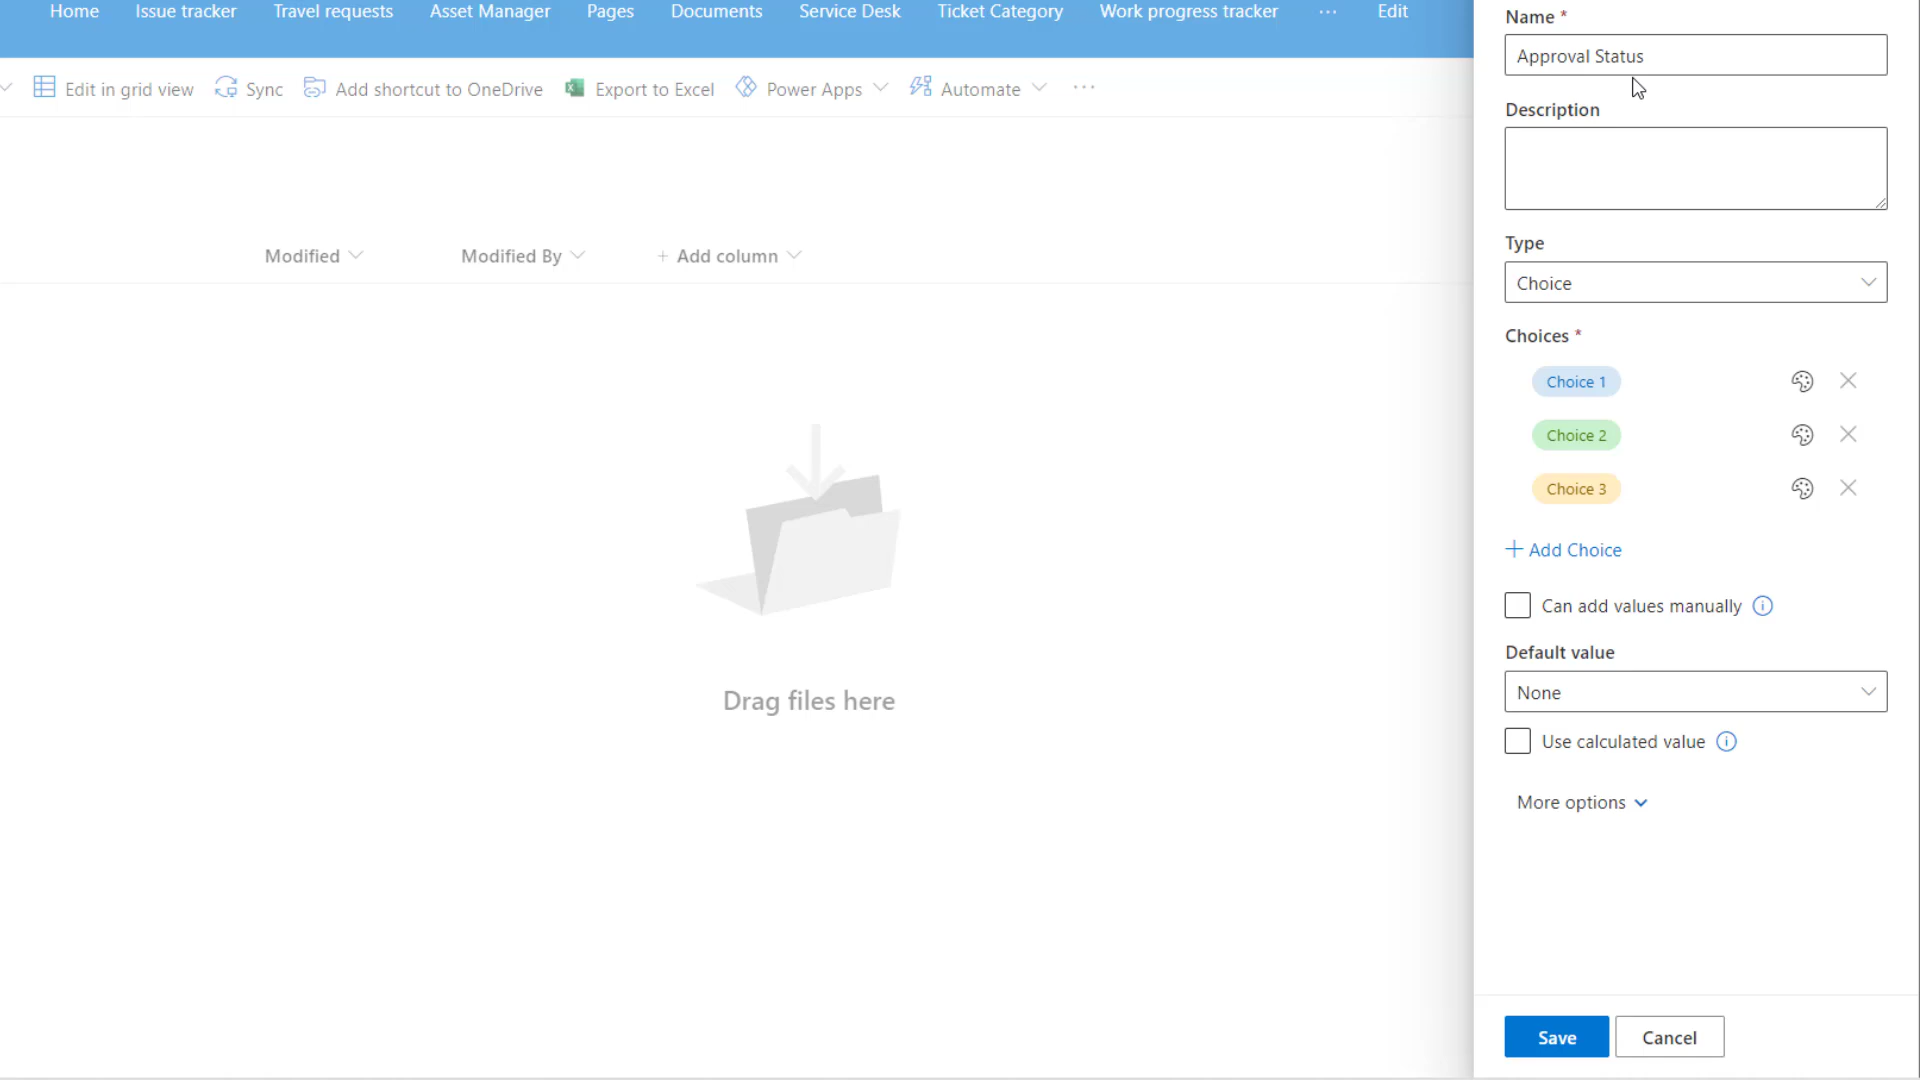 Home Issue tracker Travel requests Asset Manager Pages Documents Service Desk Ticket Category Work progress tracker ··· Edit
Edit in grid view Sync Add shortcut to OneDrive Export to Excel Power Apps Automate ···
Modified Modified By + Add column
Drag files here
Name *
Approval Status
Description
Type
Choice
Choices *
Choice 1
Choice 2
Choice 3
+ Add Choice
Can add values manually
Default value
None
Use calculated value
More options
Save Cancel